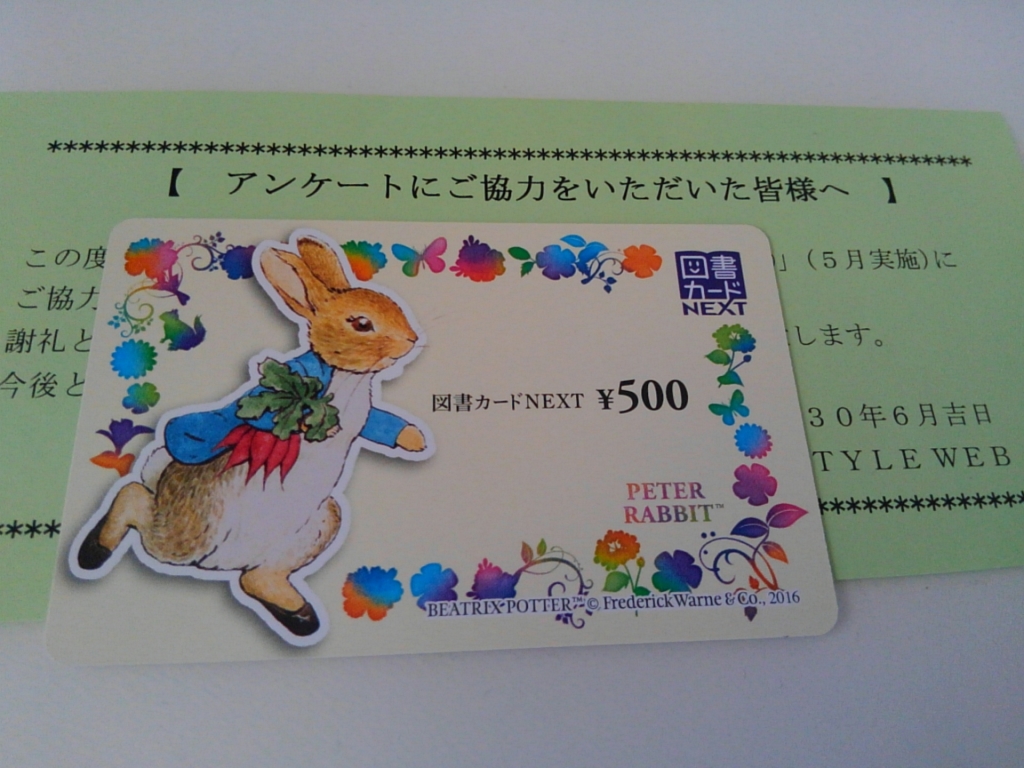 ************************************************************
【 アンケートにご協力をいただいた皆様へ 】
この度 」(5月実施)に
ご協力
謝礼と します。
今後と
30年6月吉日
TYLE WEB
図書
カード
NEXT
図書カードNEXT ¥500
PETER
RABBIT™
BEATRIX POTTER™ © Frederick Warne & Co., 2016